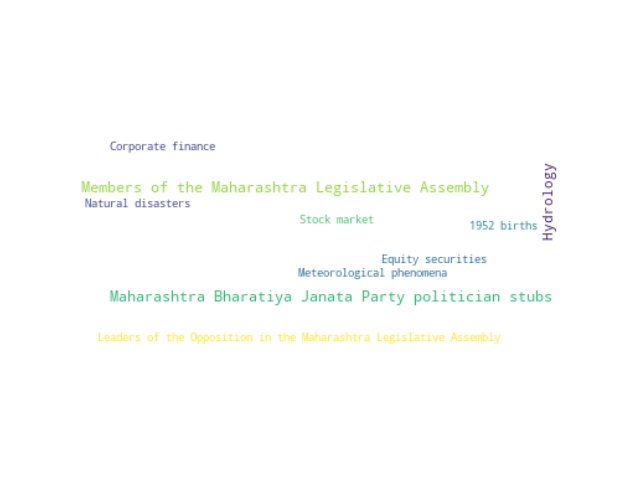 Corporate finance
Members of the Maharashtra Legislative Assembly
Natural disasters
Stock market
1952 births
Hydrology
Equity securities
Meteorological phenomena
Maharashtra Bharatiya Janata Party politician stubs
Leaders of the Opposition in the Maharashtra Legislative Assembly